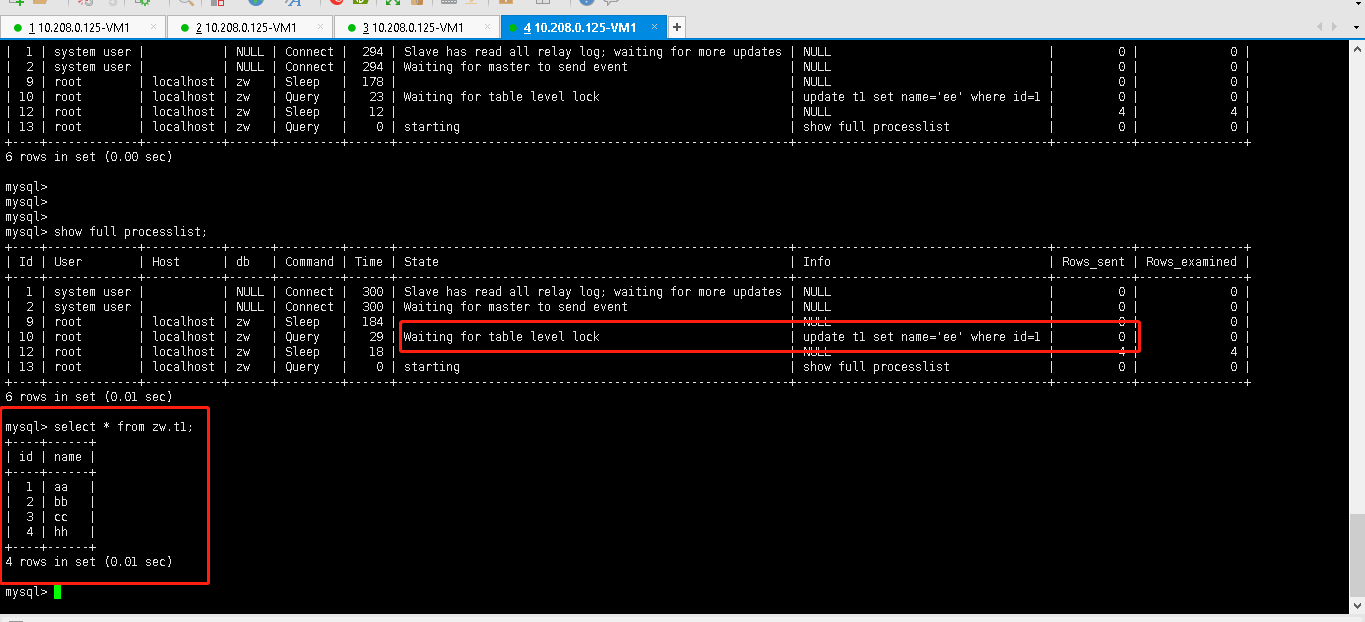 1 10.208.0.125-VM1 × 2 10.208.0.125-VM1 × 3 10.208.0.125-VM1 × 4 10.208.0.125-VM1 × +
| 1 | system user | | NULL | Connect | 294 | Slave has read all relay log; waiting for more updates | NULL | 0 | 0 |
| 2 | system user | | NULL | Connect | 294 | Waiting for master to send event | NULL | 0 | 0 |
| 9 | root | localhost | zw | Sleep | 178 | | NULL | 0 | 0 |
| 10 | root | localhost | zw | Query | 23 | Waiting for table level lock | update t1 set name='ee' where id=1 | 0 | 0 |
| 12 | root | localhost | zw | Sleep | 12 | | NULL | 4 | 4 |
| 13 | root | localhost | zw | Query | 0 | starting | show full processlist | 0 | 0 |
+----+-------------+-----------+------+---------+------+--------------------------------------------------------+------------------------------------+-----------+---------------+
6 rows in set (0.00 sec)
mysql>
mysql>
mysql>
mysql> show full processlist;
+----+-------------+-----------+------+---------+------+--------------------------------------------------------+------------------------------------+-----------+---------------+
| Id | User | Host | db | Command | Time | State | Info | Rows_sent | Rows_examined |
+----+-------------+-----------+------+---------+------+--------------------------------------------------------+------------------------------------+-----------+---------------+
| 1 | system user | | NULL | Connect | 300 | Slave has read all relay log; waiting for more updates | NULL | 0 | 0 |
| 2 | system user | | NULL | Connect | 300 | Waiting for master to send event | NULL | 0 | 0 |
| 9 | root | localhost | zw | Sleep | 184 | | NULL | 0 | 0 |
| 10 | root | localhost | zw | Query | 29 | Waiting for table level lock | update t1 set name='ee' where id=1 | 0 | 0 |
| 12 | root | localhost | zw | Sleep | 18 | | NULL | 4 | 4 |
| 13 | root | localhost | zw | Query | 0 | starting | show full processlist | 0 | 0 |
+----+-------------+-----------+------+---------+------+--------------------------------------------------------+------------------------------------+-----------+---------------+
6 rows in set (0.01 sec)
mysql> select * from zw.t1;
+----+------+
| id | name |
+----+------+
| 1 | aa |
| 2 | bb |
| 3 | cc |
| 4 | hh |
+----+------+
4 rows in set (0.01 sec)
mysql>